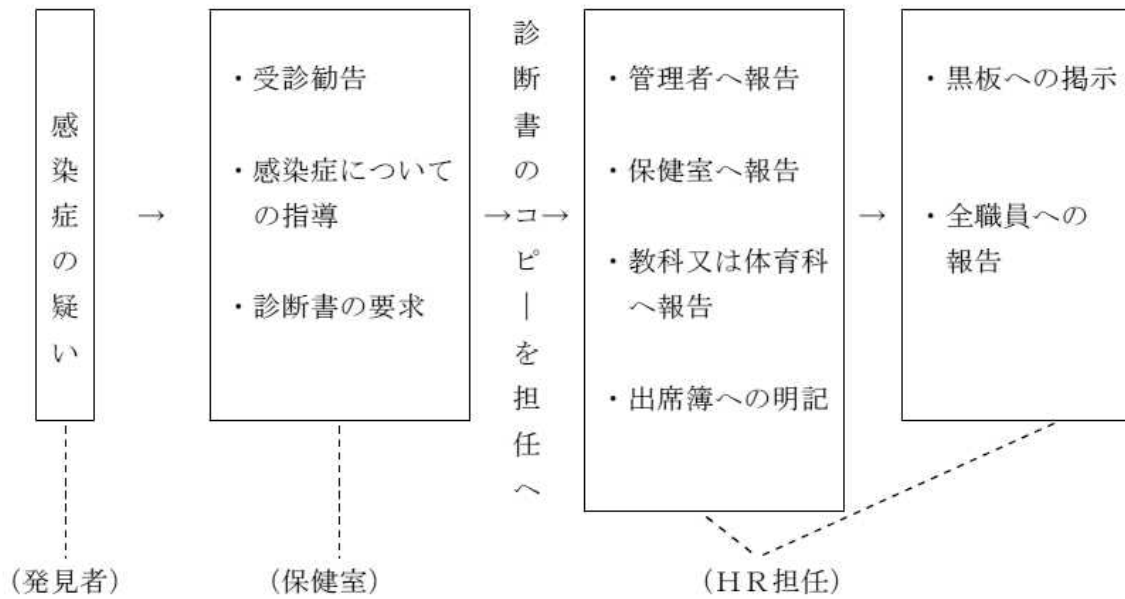 感染症の疑い
→
・受診勧告
・感染症について
の指導
・診断書の要求
→
診断書のコピーを担任へ
→
・管理者へ報告
・保健室へ報告
・教科又は体育科
へ報告
・出席簿への明記
→
・黒板への掲示
・全職員への
報告
(発見者)
(保健室)
(HR担任)